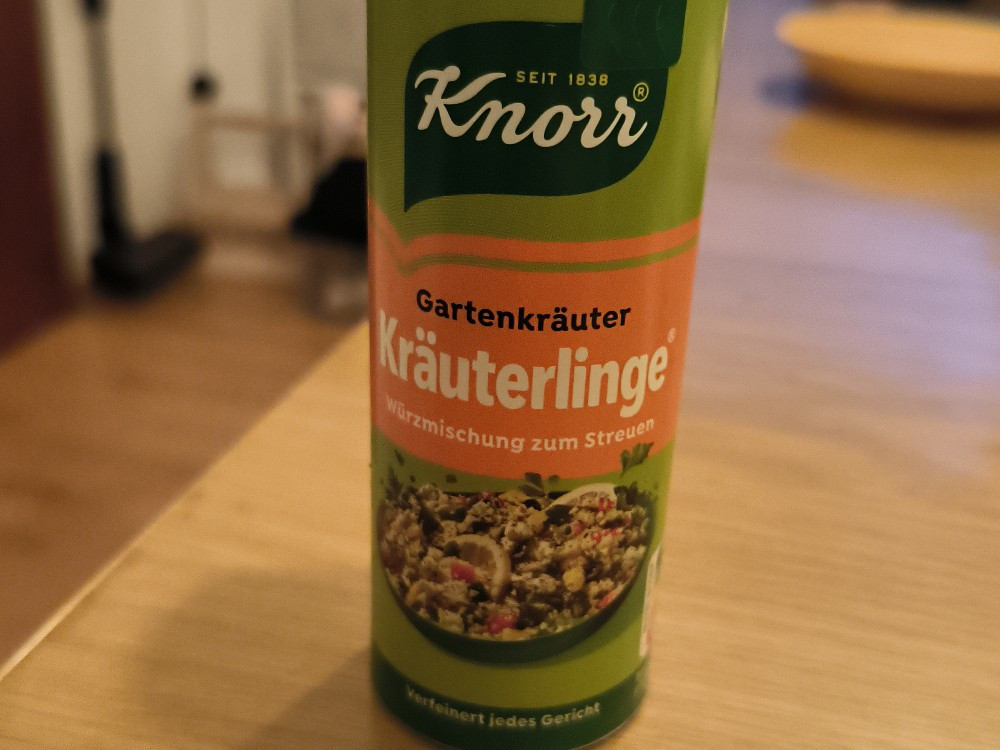 SEIT 1838
Knorr®
Gartenkräuter
Kräuterlinge®
Würzmischung zum Streuen
Verfeinert jedes Gericht